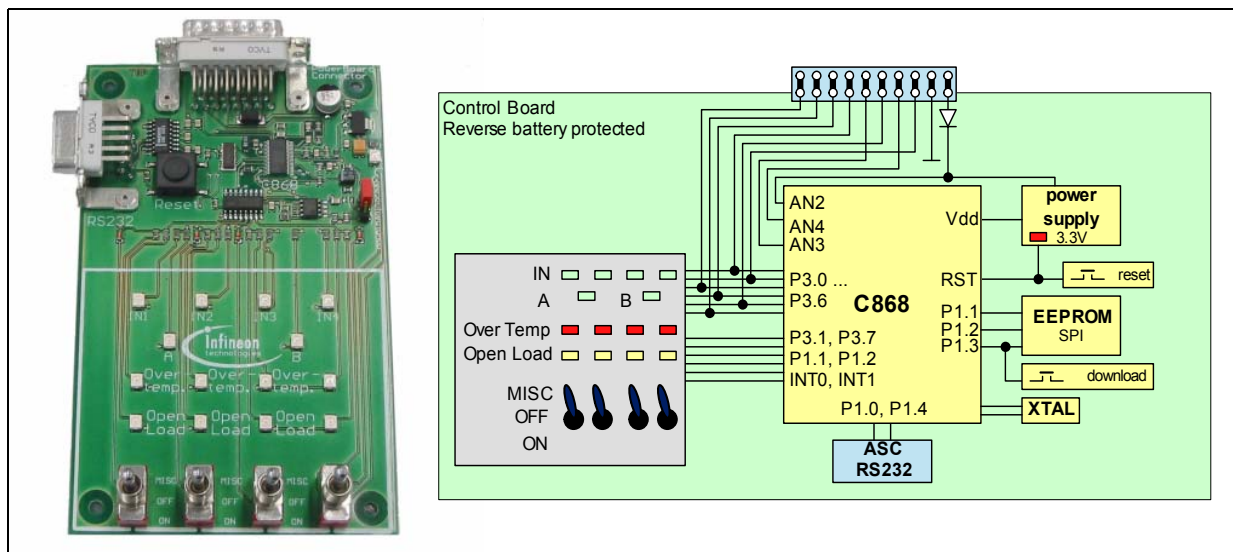 TYCO R9
PowerBoard
Connector
TYCO R3
C868
Reset
RS232
IN1 IN2 IN3 IN4
Infineon
technologies
A B
Over- Over- Over-
temp. temp. temp.
Open Open Open
Load Load Load
MISC MISC MISC
OFF OFF OFF
ON ON ON
Control Board
Reverse battery protected
AN2
AN4
AN3
Vdd
power
supply
3.3V
IN
A B
P3.0 ...
P3.6
C868
RST
reset
Over Temp
Open Load
P3.1, P3.7
P1.1, P1.2
INT0, INT1
P1.1
P1.2
P1.3
EEPROM
SPI
download
MISC
OFF
ON
P1.0, P1.4
XTAL
ASC
RS232